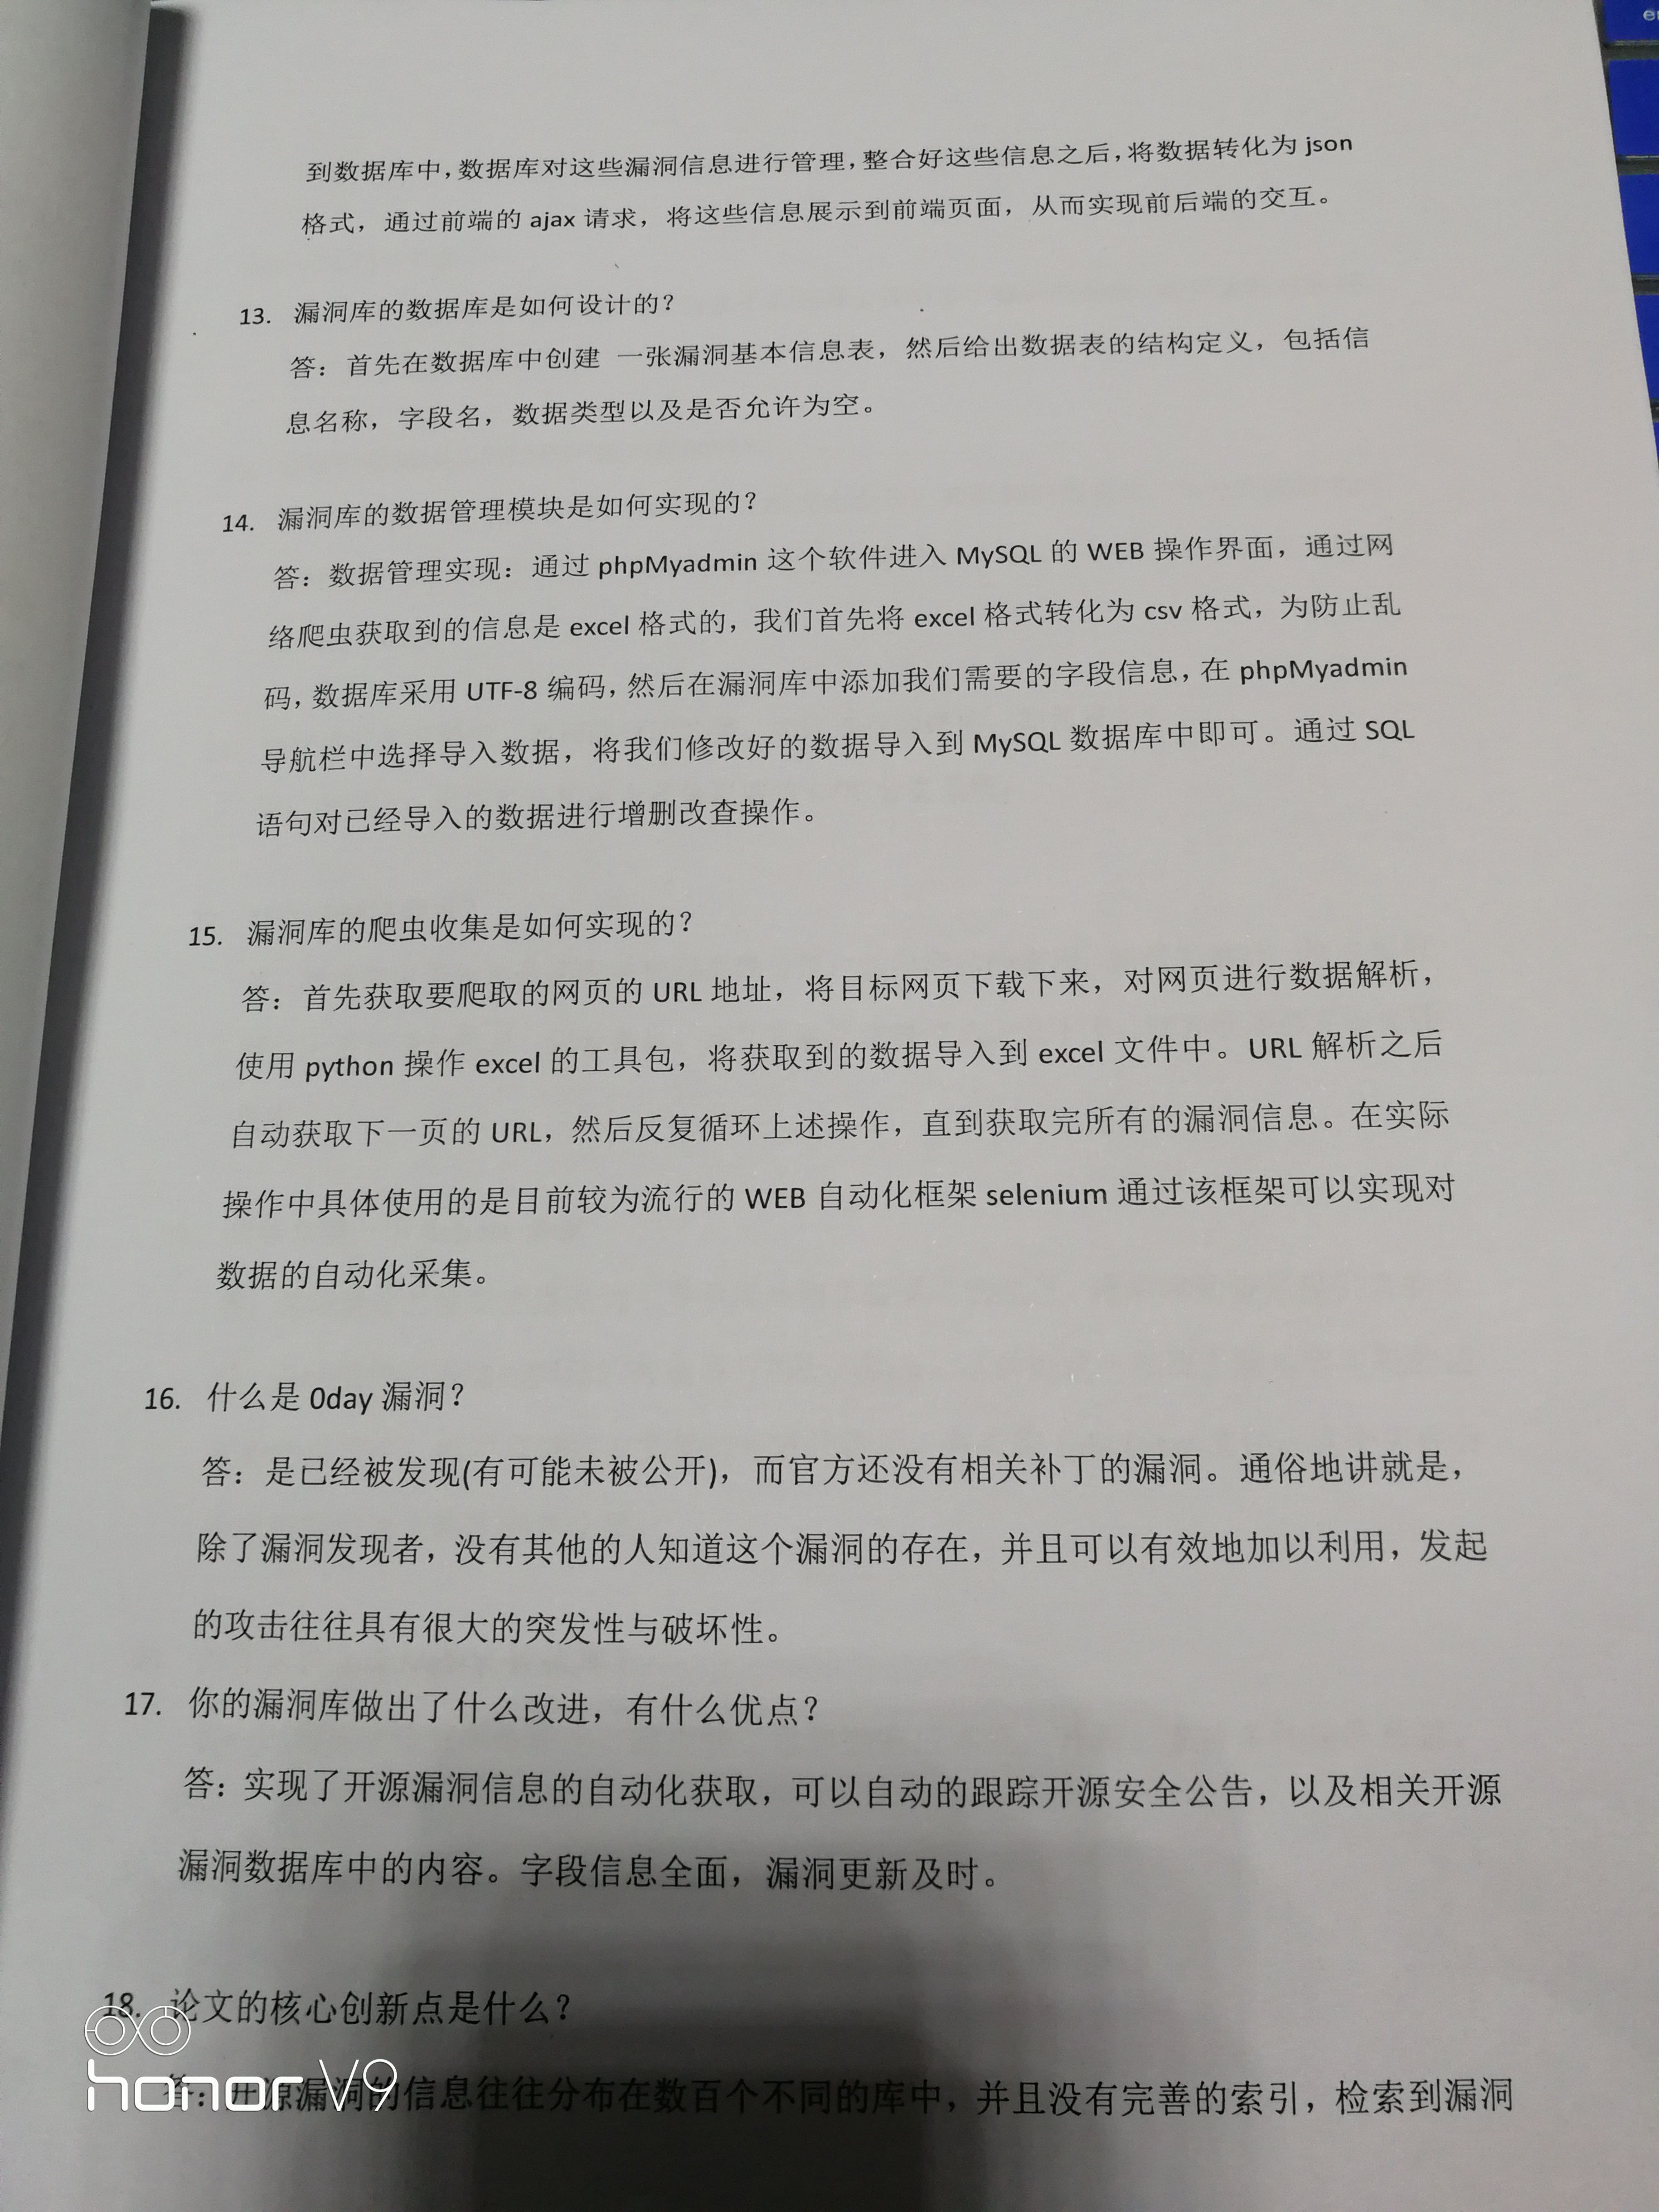 到数据库中，数据库对这些漏洞信息进行管理，整合好这些信息之后，将数据转化为 json
格式，通过前端的 ajax 请求，将这些信息展示到前端页面，从而实现前后端的交互。
13. 漏洞库的数据库是如何设计的？
答：首先在数据库中创建 一张漏洞基本信息表，然后给出数据表的结构定义，包括信
息名称，字段名，数据类型以及是否允许为空。
14. 漏洞库的数据管理模块是如何实现的？
答：数据管理实现：通过 phpMyadmin 这个软件进入 MySQL 的 WEB 操作界面，通过网
络爬虫获取到的信息是 excel 格式的，我们首先将 excel 格式转化为 csv 格式，为防止乱
码，数据库采用 UTF-8 编码，然后在漏洞库中添加我们需要的字段信息，在 phpMyadmin
导航栏中选择导入数据，将我们修改好的数据导入到 MySQL 数据库中即可。通过 SQL
语句对已经导入的数据进行增删改查操作。
15. 漏洞库的爬虫收集是如何实现的？
答：首先获取要爬取的网页的 URL 地址，将目标网页下载下来，对网页进行数据解析，
使用 python 操作 excel 的工具包，将获取到的数据导入到 excel 文件中。URL 解析之后
自动获取下一页的 URL，然后反复循环上述操作，直到获取完所有的漏洞信息。在实际
操作中具体使用的是目前较为流行的 WEB 自动化框架 selenium 通过该框架可以实现对
数据的自动化采集。
16. 什么是 0day 漏洞？
答：是已经被发现(有可能未被公开)，而官方还没有相关补丁的漏洞。通俗地讲就是，
除了漏洞发现者，没有其他的人知道这个漏洞的存在，并且可以有效地加以利用，发起
的攻击往往具有很大的突发性与破坏性。
17. 你的漏洞库做出了什么改进，有什么优点？
答：实现了开源漏洞信息的自动化获取，可以自动的跟踪开源安全公告，以及相关开源
漏洞数据库中的内容。字段信息全面，漏洞更新及时。
18. 论文的核心创新点是什么？
答：开源漏洞的信息往往分布在数百个不同的库中，并且没有完善的索引，检索到漏洞
honor V9